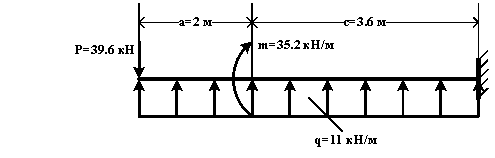 a=2 м
c=3.6 м
P=39.6 кН
m=35.2 кН/м
q=11 кН/м